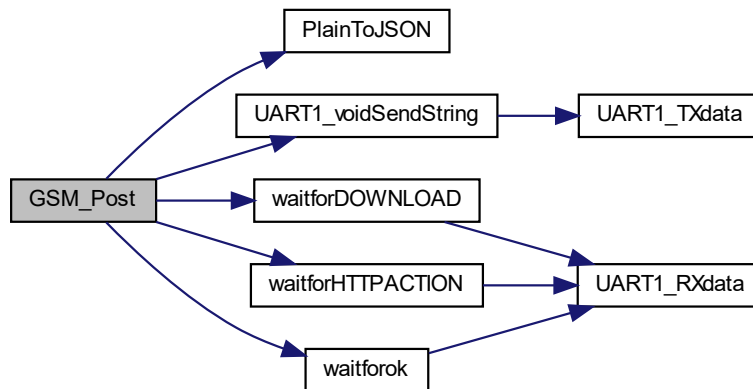 PlainToJSON
UART1_voidSendString
UART1_TXdata
GSM_Post
waitforDOWNLOAD
waitforHTTPACTION
UART1_RXdata
waitforok